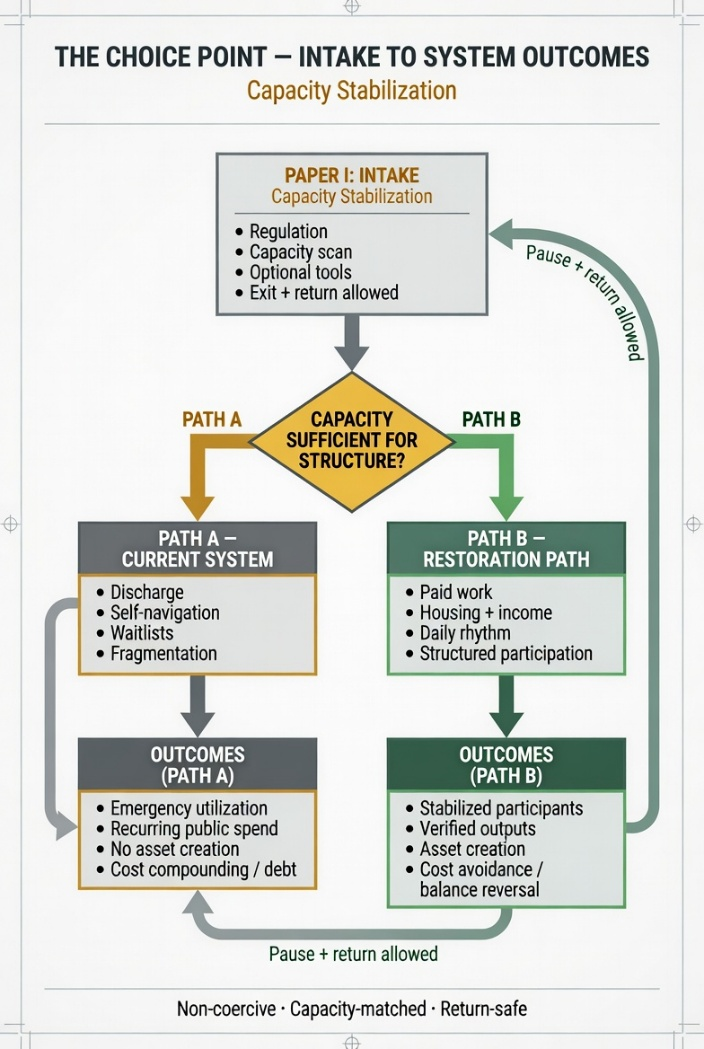 THE CHOICE POINT — INTAKE TO SYSTEM OUTCOMES
Capacity Stabilization
PAPER I: INTAKE
Capacity Stabilization
• Regulation
• Capacity scan
• Optional tools
• Exit + return allowed
Pause + return allowed
PATH A
CAPACITY
SUFFICIENT FOR
STRUCTURE?
PATH B
PATH A —
CURRENT SYSTEM
• Discharge
• Self-navigation
• Waitlists
• Fragmentation
PATH B —
RESTORATION PATH
• Paid work
• Housing + income
• Daily rhythm
• Structured participation
OUTCOMES
(PATH A)
• Emergency utilization
• Recurring public spend
• No asset creation
• Cost compounding / debt
OUTCOMES
(PATH B)
• Stabilized participants
• Verified outputs
• Asset creation
• Cost avoidance /
balance reversal
Pause + return allowed
Non-coercive · Capacity-matched · Return-safe